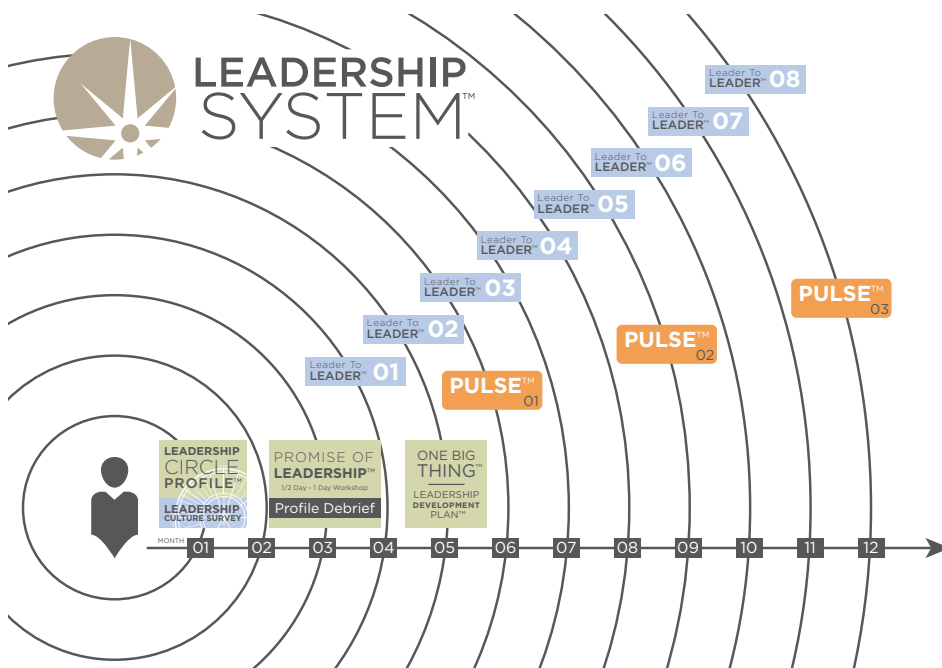 LEADERSHIP
SYSTEM™
Leader To
LEADER™ 08
Leader To
LEADER™ 07
Leader To
LEADER™ 06
Leader To
LEADER™ 05
Leader To
LEADER™ 04
Leader To
LEADER™ 03
Leader To
LEADER™ 02
Leader To
LEADER™ 01
PULSE™
03
PULSE™
02
PULSE™
01
LEADERSHIP
CIRCLE
PROFILE™
LEADERSHIP
CULTURE SURVEY
PROMISE OF
LEADERSHIP™
1/2 Day - 1 Day Workshop
Profile Debrief
ONE BIG
THING™
LEADERSHIP
DEVELOPMENT
PLAN™
MONTH 01 02 03 04 05 06 07 08 09 10 11 12